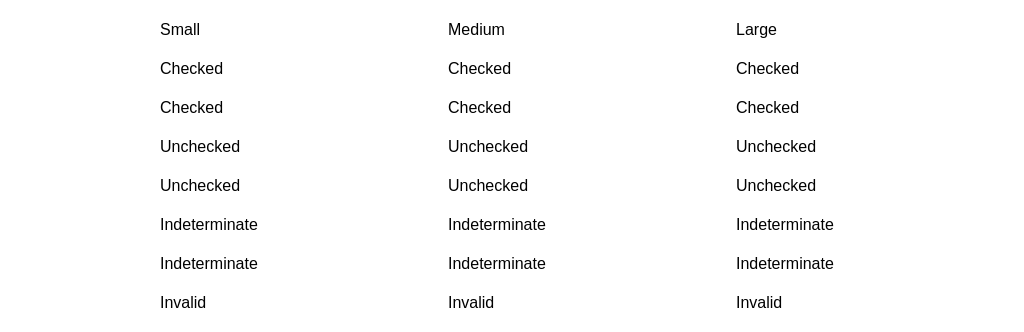 Small Medium Large
Checked Checked Checked
Checked Checked Checked
Unchecked Unchecked Unchecked
Unchecked Unchecked Unchecked
Indeterminate Indeterminate Indeterminate
Indeterminate Indeterminate Indeterminate
Invalid Invalid Invalid